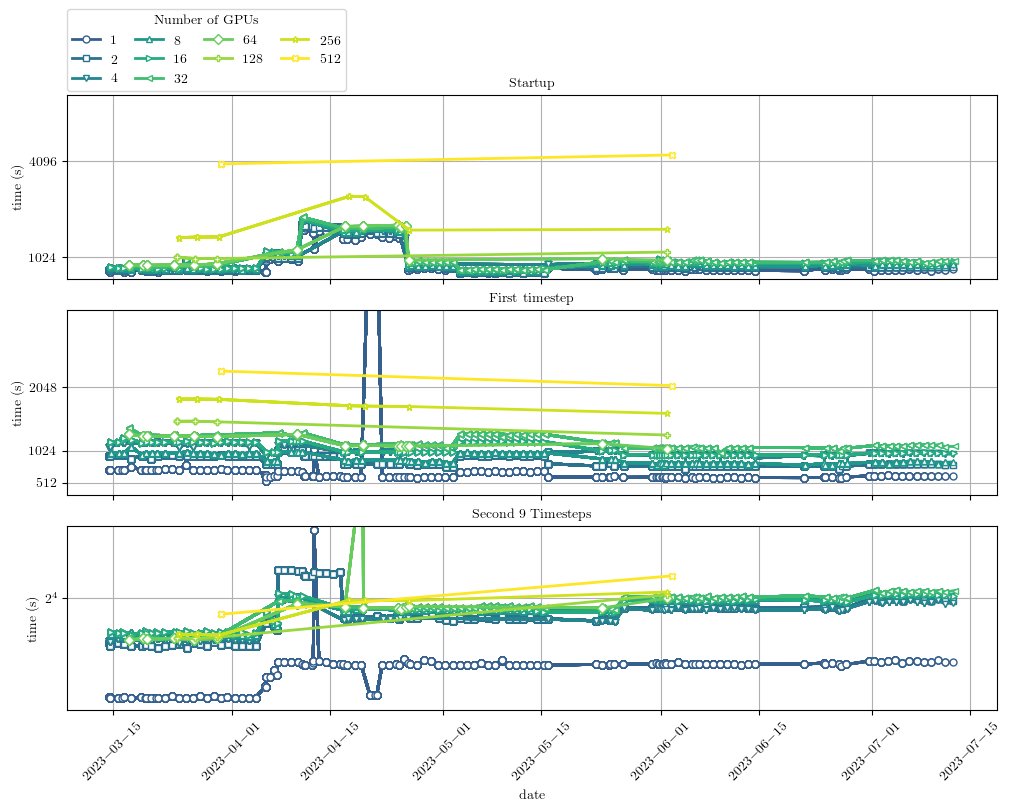 Number of GPUs
1 8 64 256
2 16 128 512
4 32
Startup
time (s)
4096
1024
First timestep
time (s)
2048
1024
512
Second 9 Timesteps
time (s)
2⁴
2023−03−15 2023−04−01 2023−04−15 2023−05−01 2023−05−15 2023−06−01 2023−06−15 2023−07−01 2023−07−15
date